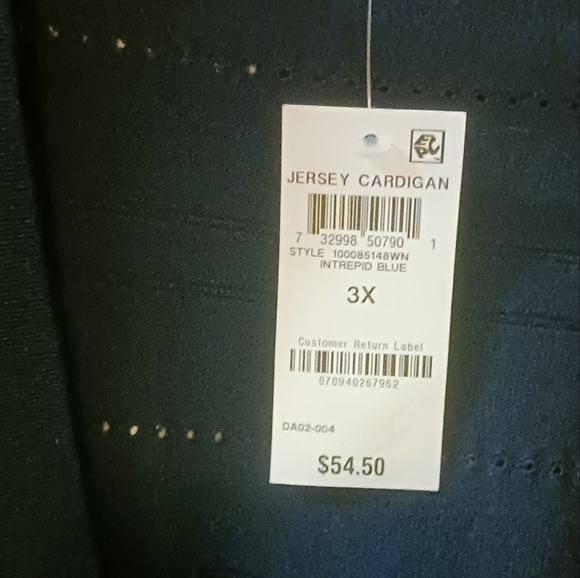 JERSEY CARDIGAN
7 32998 50790 1
STYLE 100085148WN
INTREPID BLUE
3X
Customer Return Label
070940267962
DA02-004
$54.50